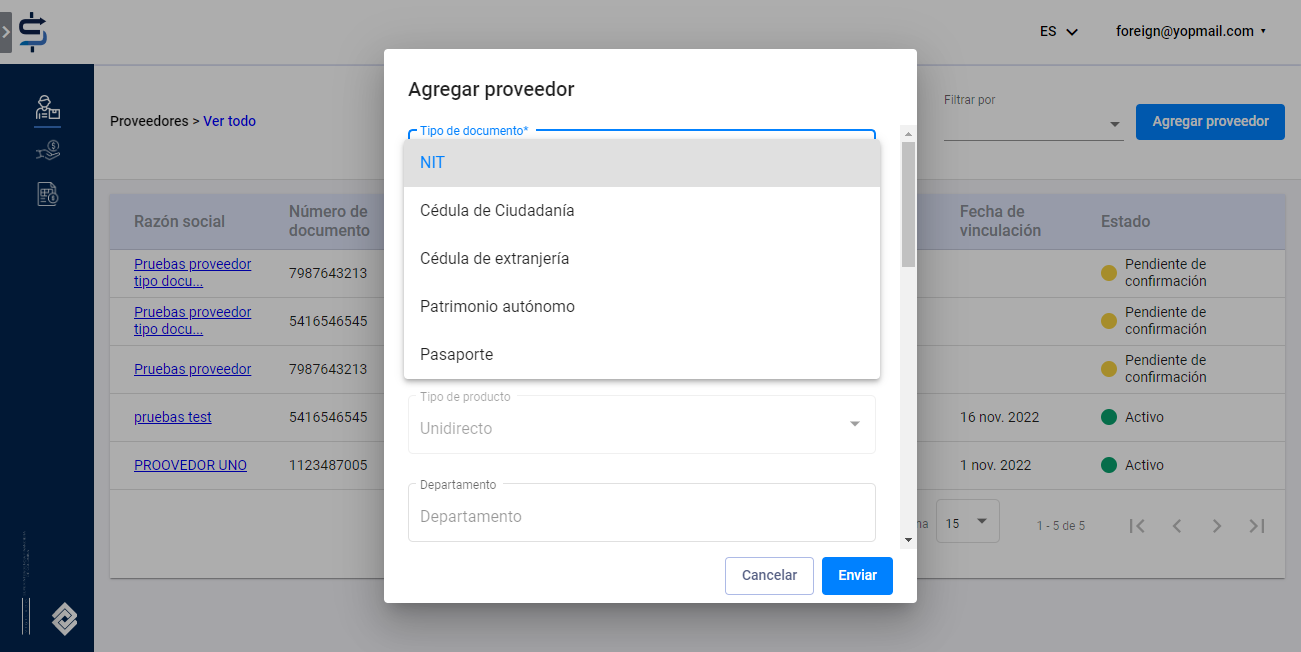 ES
foreign@yopmail.com
Agregar proveedor
Proveedores > Ver todo
Filtrar por
Agregar proveedor
Tipo de documento*
NIT
Cédula de Ciudadanía
Cédula de extranjería
Patrimonio autónomo
Pasaporte
Tipo de producto
Unidirecto
Departamento
Departamento
Cancelar
Enviar
Razón social
Número de
documento
Fecha de
vinculación
Estado
Pruebas proveedor
tipo docu...
7987643213
Pendiente de
confirmación
Pruebas proveedor
tipo docu...
5416546545
Pendiente de
confirmación
Pruebas proveedor
7987643213
Pendiente de
confirmación
pruebas test
5416546545
16 nov. 2022
Activo
PROOVEDOR UNO
1123487005
1 nov. 2022
Activo
15
1 - 5 de 5